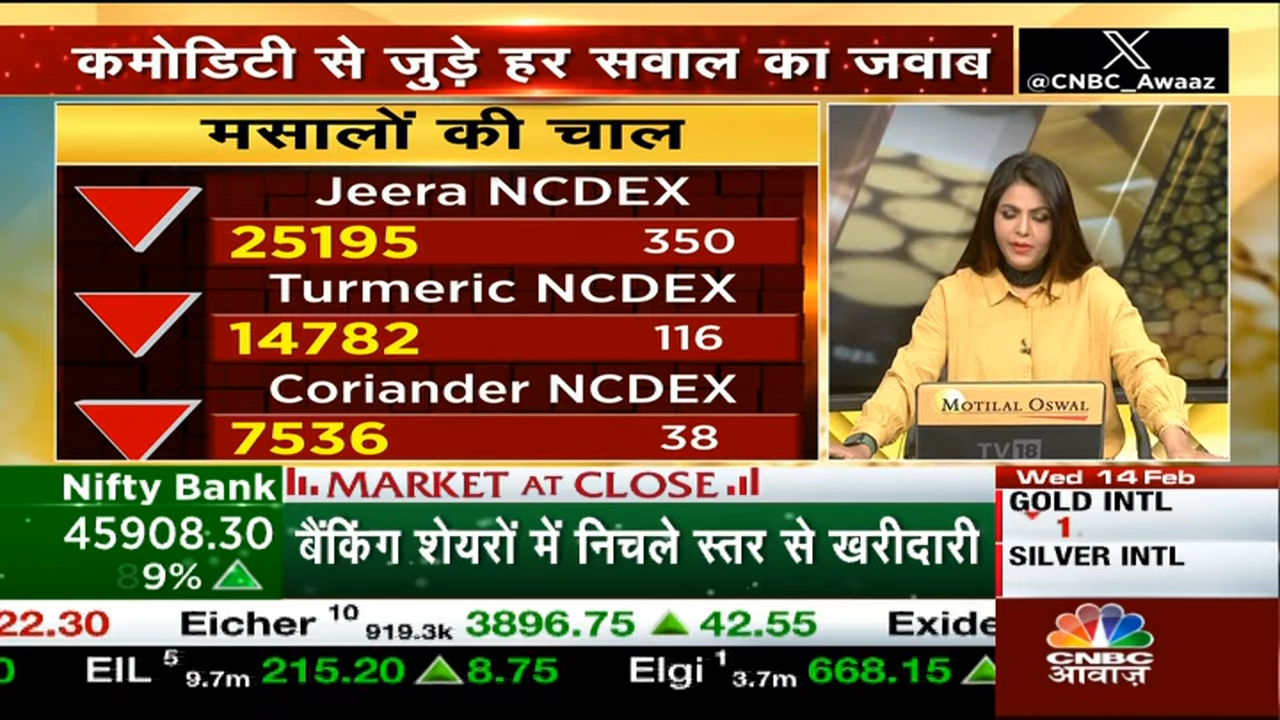 कमोडिटी से जुड़े हर सवाल का जवाब
X
@CNBC_Awaaz
मसालों की चाल
Jeera NCDEX
25195 350
Turmeric NCDEX
14782 116
Coriander NCDEX
7536 38
MOTILAL OSWAL
TV18
Nifty Bank
45908.30
9%
MARKET AT CLOSE
बैंकिंग शेयरों में निचले स्तर से खरीदारी
Wed 14 Feb
GOLD INTL
1
SILVER INTL
22.30 Eicher 10 919.3k 3896.75 42.55 Exide
0 EIL 5 9.7m 215.20 8.75 Elgi 1 3.7m 668.15
CNBC
आवाज़